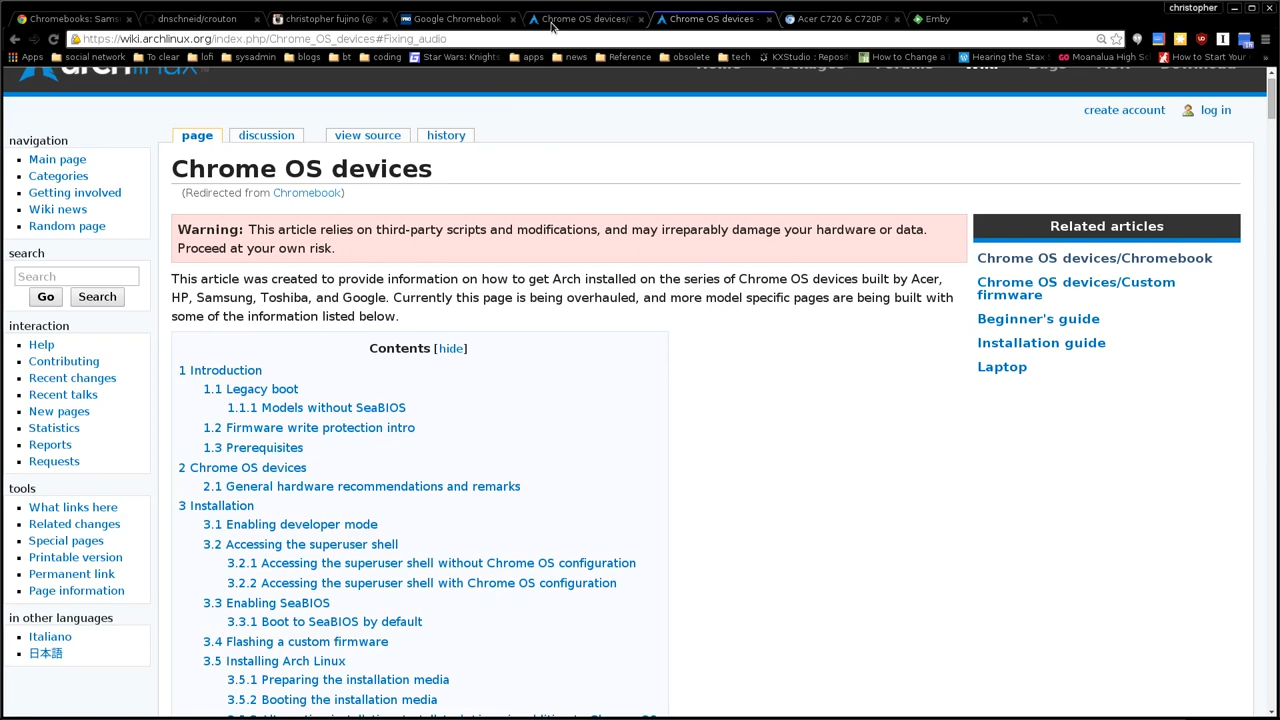 christopher
Chromebooks: Sams
dnschneid/crouton
christopher fujino (@
Google Chromebook
Chrome OS devices/C
Chrome OS devices -
Acer C720 & C720P
Emby
https://wiki.archlinux.org/index.php/Chrome_OS_devices#Fixing_audio
Apps social network To clear lofi sysadmin blogs bt coding Star Wars: Knights apps news Reference obsolete tech KXStudio : Reposi How to Change a Hearing the Stax Moanalua High Sc How to Start Your »
create account log in
page discussion view source history
navigation
Main page
Categories
Getting involved
Wiki news
Random page
search
Search
Go Search
interaction
Help
Contributing
Recent changes
Recent talks
New pages
Statistics
Reports
Requests
tools
What links here
Related changes
Special pages
Printable version
Permanent link
Page information
in other languages
Italiano
日本語
Chrome OS devices
(Redirected from Chromebook)
Warning: This article relies on third-party scripts and modifications, and may irreparably damage your hardware or data.
Proceed at your own risk.
This article was created to provide information on how to get Arch installed on the series of Chrome OS devices built by Acer,
HP, Samsung, Toshiba, and Google. Currently this page is being overhauled, and more model specific pages are being built with
some of the information listed below.
Contents [hide]
1 Introduction
1.1 Legacy boot
1.1.1 Models without SeaBIOS
1.2 Firmware write protection intro
1.3 Prerequisites
2 Chrome OS devices
2.1 General hardware recommendations and remarks
3 Installation
3.1 Enabling developer mode
3.2 Accessing the superuser shell
3.2.1 Accessing the superuser shell without Chrome OS configuration
3.2.2 Accessing the superuser shell with Chrome OS configuration
3.3 Enabling SeaBIOS
3.3.1 Boot to SeaBIOS by default
3.4 Flashing a custom firmware
3.5 Installing Arch Linux
3.5.1 Preparing the installation media
3.5.2 Booting the installation media
Related articles
Chrome OS devices/Chromebook
Chrome OS devices/Custom
firmware
Beginner's guide
Installation guide
Laptop